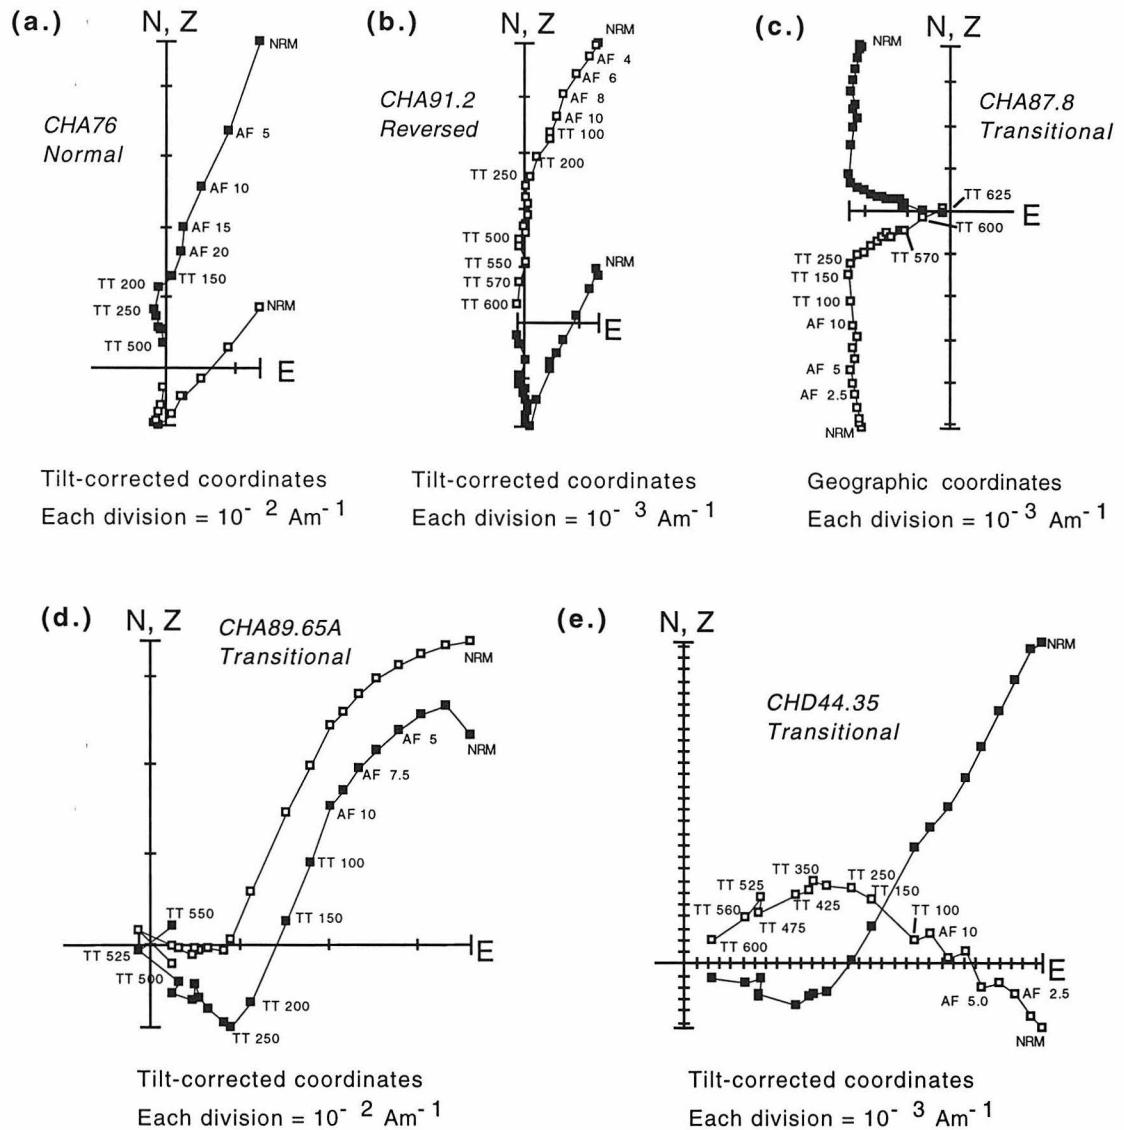 (a.)
N, Z
NRM
AF 5
CHA76
Normal
AF 10
AF 15
AF 20
TT 150
TT 200
TT 250
NRM
TT 500
E
Tilt-corrected coordinates
Each division = 10- 2 Am-1
(b.)
N, Z
NRM
AF 4
AF 6
CHA91.2
Reversed
AF 8
AF 10
TT 100
TT 200
TT 250
TT 500
TT 550
NRM
TT 570
TT 600
E
Tilt-corrected coordinates
Each division = 10- 3 Am-1
(c.)
N, Z
NRM
CHA87.8
Transitional
TT 625
E
TT 600
TT 570
TT 250
TT 150
TT 100
AF 10
AF 5
AF 2.5
NRM
Geographic coordinates
Each division = 10-3 Am-1
(d.)
N, Z
CHA89.65A
Transitional
NRM
AF 5
NRM
AF 7.5
AF 10
TT 100
TT 150
TT 550
TT 525
E
TT 500
TT 200
TT 250
Tilt-corrected coordinates
Each division = 10- 2 Am-1
(e.)
N, Z
NRM
CHD44.35
Transitional
TT 350
TT 250
TT 525
TT 150
TT 425
TT 560
TT 100
TT 475
AF 10
TT 600
E
AF 5.0
AF 2.5
NRM
Tilt-corrected coordinates
Each division = 10- 3 Am-1